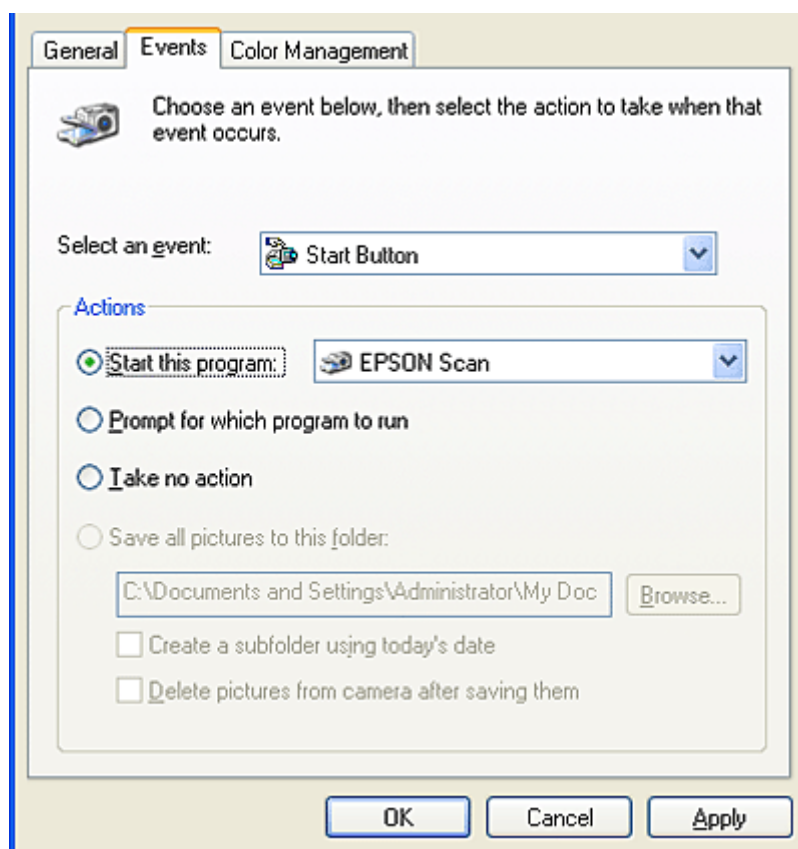 General Events Color Management
Choose an event below, then select the action to take when that
event occurs.
Select an event: Start Button
Actions
Start this program: EPSON Scan
Prompt for which program to run
Take no action
Save all pictures to this folder:
C:\Documents and Settings\Administrator\My Doc Browse...
Create a subfolder using today's date
Delete pictures from camera after saving them
OK Cancel Apply